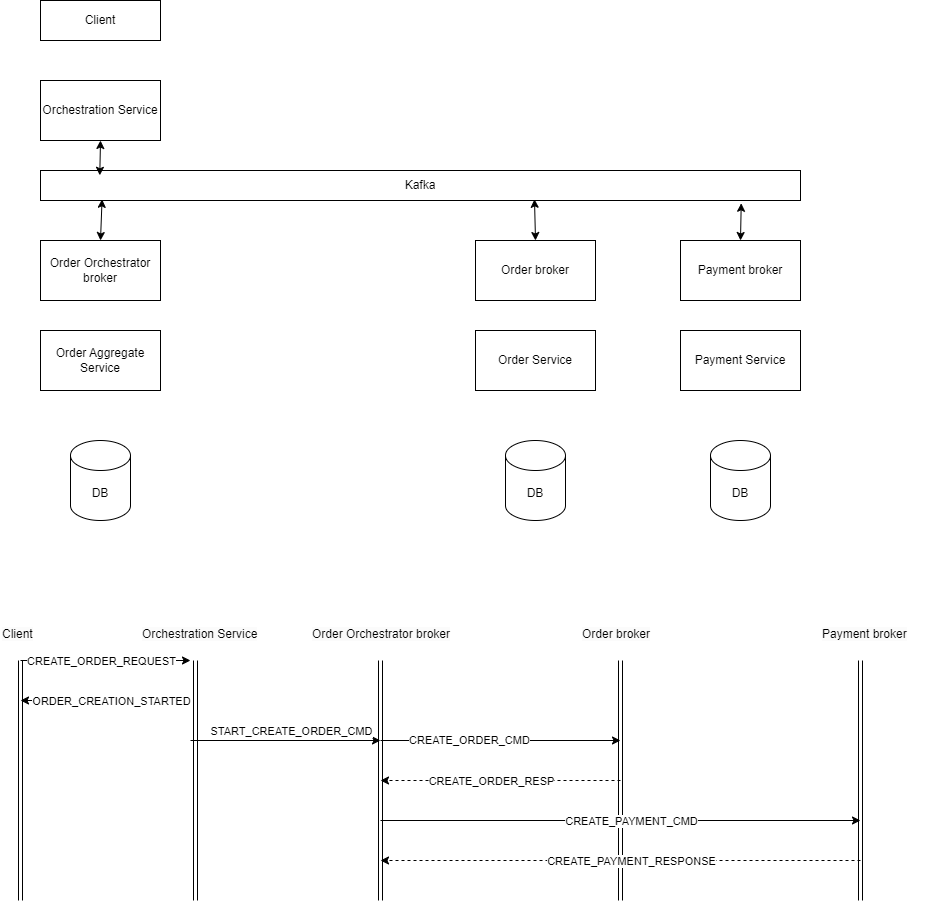 Client
Orchestration Service
Kafka
Order Orchestrator
broker
Order broker
Payment broker
Order Aggregate
Service
Order Service
Payment Service
DB
DB
DB
Client
Orchestration Service
Order Orchestrator broker
Order broker
Payment broker
CREATE_ORDER_REQUEST
ORDER_CREATION_STARTED
START_CREATE_ORDER_CMD
CREATE_ORDER_CMD
CREATE_ORDER_RESP
CREATE_PAYMENT_CMD
CREATE_PAYMENT_RESPONSE